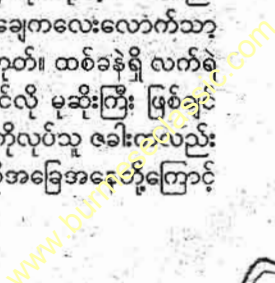 ချေကလေးလောက်သာ
ဟုတ်။ ထစ်ခနဲရှိ လက်ရဲ
င်လို မုဆိုးကြီး ဖြစ်ချင်
ကိုလုပ်သူ ဇခါးကလည်း
အခြေအနေတို့ကြောင့်
www.burmeseclassic.com